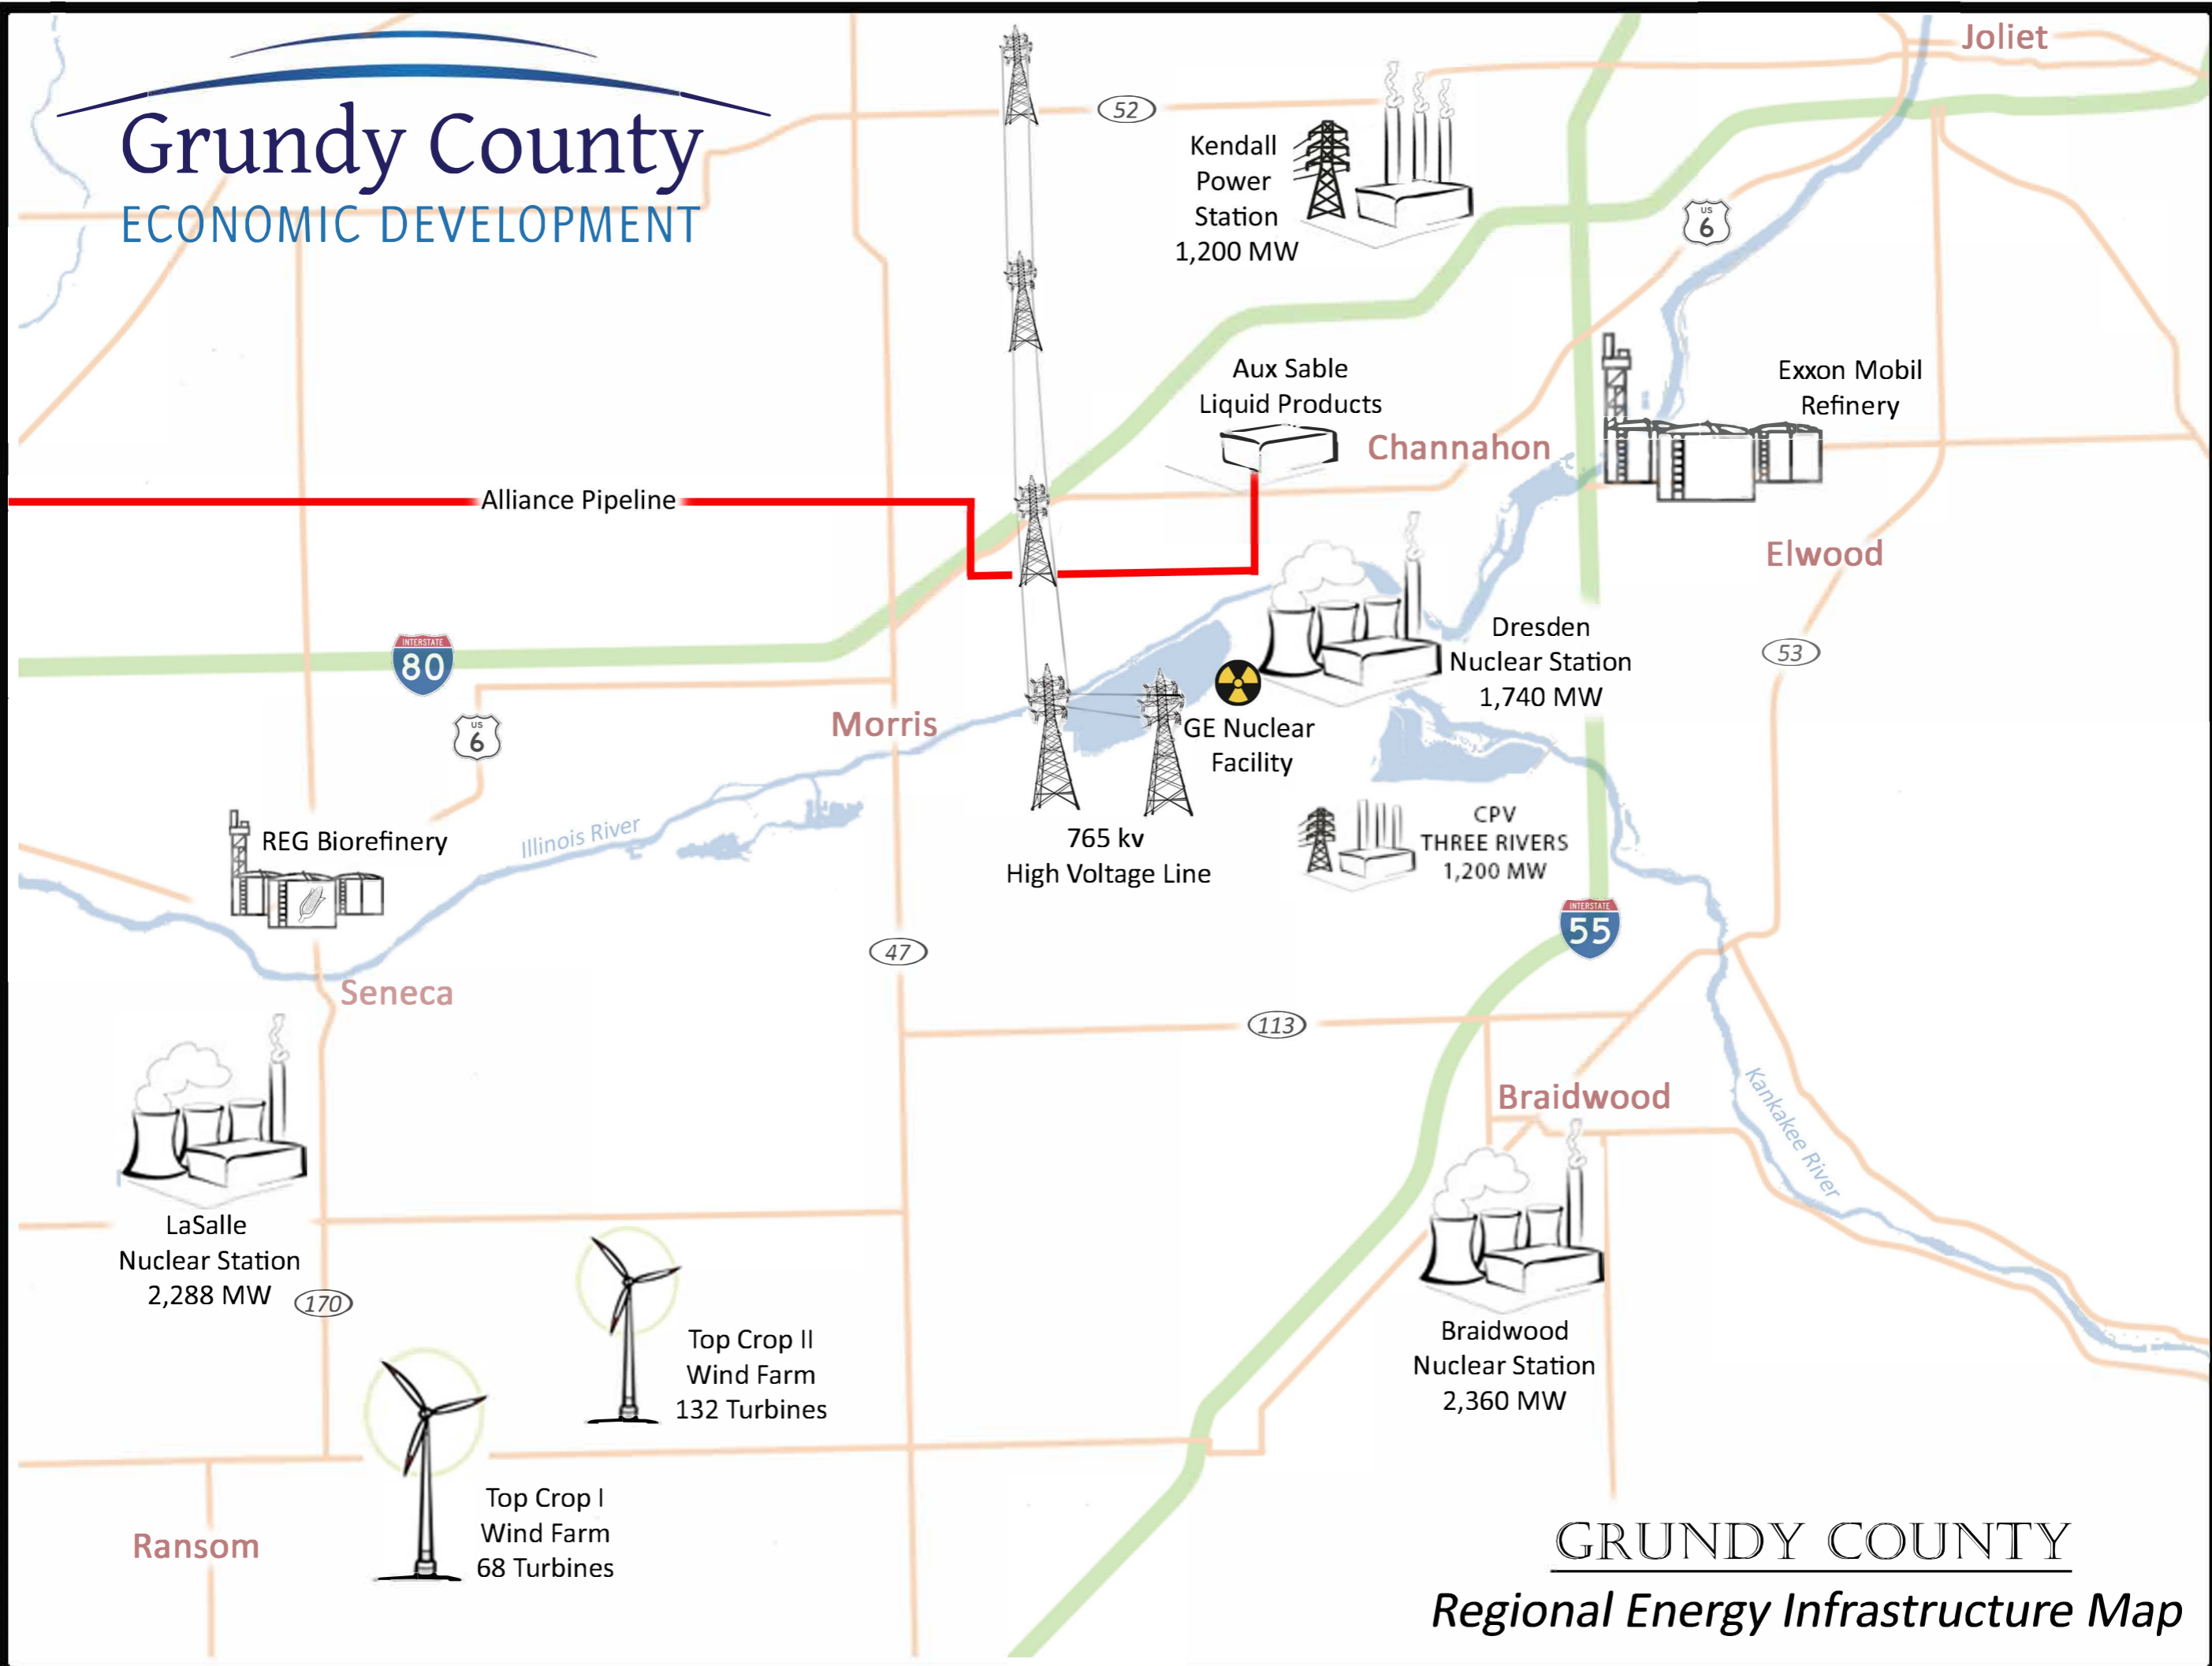 Grundy County
ECONOMIC DEVELOPMENT
Joliet
52
Kendall
Power
Station
1,200 MW
US
6
Aux Sable
Liquid Products
Exxon Mobil
Refinery
Channahon
Alliance Pipeline
Elwood
INTERSTATE
80
Dresden
Nuclear Station
1,740 MW
53
US
6
Morris
GE Nuclear
Facility
REG Biorefinery
Illinois River
765 kv
High Voltage Line
CPV
THREE RIVERS
1,200 MW
INTERSTATE
55
47
Seneca
113
Braidwood
Kankakee River
LaSalle
Nuclear Station
2,288 MW
170
Top Crop II
Wind Farm
132 Turbines
Braidwood
Nuclear Station
2,360 MW
Top Crop I
Wind Farm
68 Turbines
Ransom
GRUNDY COUNTY
Regional Energy Infrastructure Map